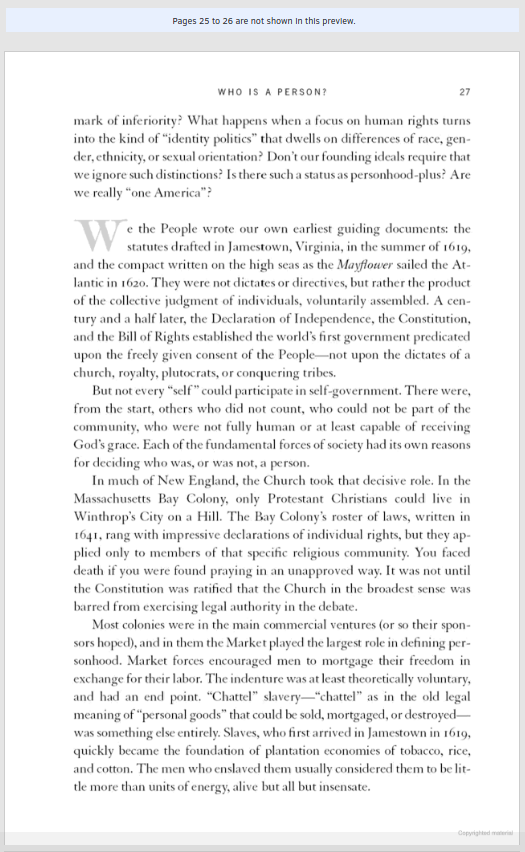 Pages 25 to 26 are not shown in this preview.
WHO IS A PERSON? 27
mark of inferiority? What happens when a focus on human rights turns
into the kind of “identity politics” that dwells on differences of race, gen-
der, ethnicity, or sexual orientation? Don’t our founding ideals require that
we ignore such distinctions? Is there such a status as personhood-plus? Are
we really “one America”?
We the People wrote our own earliest guiding documents: the
statutes drafted in Jamestown, Virginia, in the summer of 1619,
and the compact written on the high seas as the Mayflower sailed the At-
lantic in 1620. They were not dictates or directives, but rather the product
of the collective judgment of individuals, voluntarily assembled. A cen-
tury and a half later, the Declaration of Independence, the Constitution,
and the Bill of Rights established the world’s first government predicated
upon the freely given consent of the People—not upon the dictates of a
church, royalty, plutocrats, or conquering tribes.
But not every “self” could participate in self-government. There were,
from the start, others who did not count, who could not be part of the
community, who were not fully human or at least capable of receiving
God’s grace. Each of the fundamental forces of society had its own reasons
for deciding who was, or was not, a person.
In much of New England, the Church took that decisive role. In the
Massachusetts Bay Colony, only Protestant Christians could live in
Winthrop’s City on a Hill. The Bay Colony’s roster of laws, written in
1641, rang with impressive declarations of individual rights, but they ap-
plied only to members of that specific religious community. You faced
death if you were found praying in an unapproved way. It was not until
the Constitution was ratified that the Church in the broadest sense was
barred from exercising legal authority in the debate.
Most colonies were in the main commercial ventures (or so their spon-
sors hoped), and in them the Market played the largest role in defining per-
sonhood. Market forces encouraged men to mortgage their freedom in
exchange for their labor. The indenture was at least theoretically voluntary,
and had an end point. “Chattel” slavery—“chattel” as in the old legal
meaning of “personal goods” that could be sold, mortgaged, or destroyed—
was something else entirely. Slaves, who first arrived in Jamestown in 1619,
quickly became the foundation of plantation economies of tobacco, rice,
and cotton. The men who enslaved them usually considered them to be lit-
tle more than units of energy, alive but all but insensate.
Copyrighted material